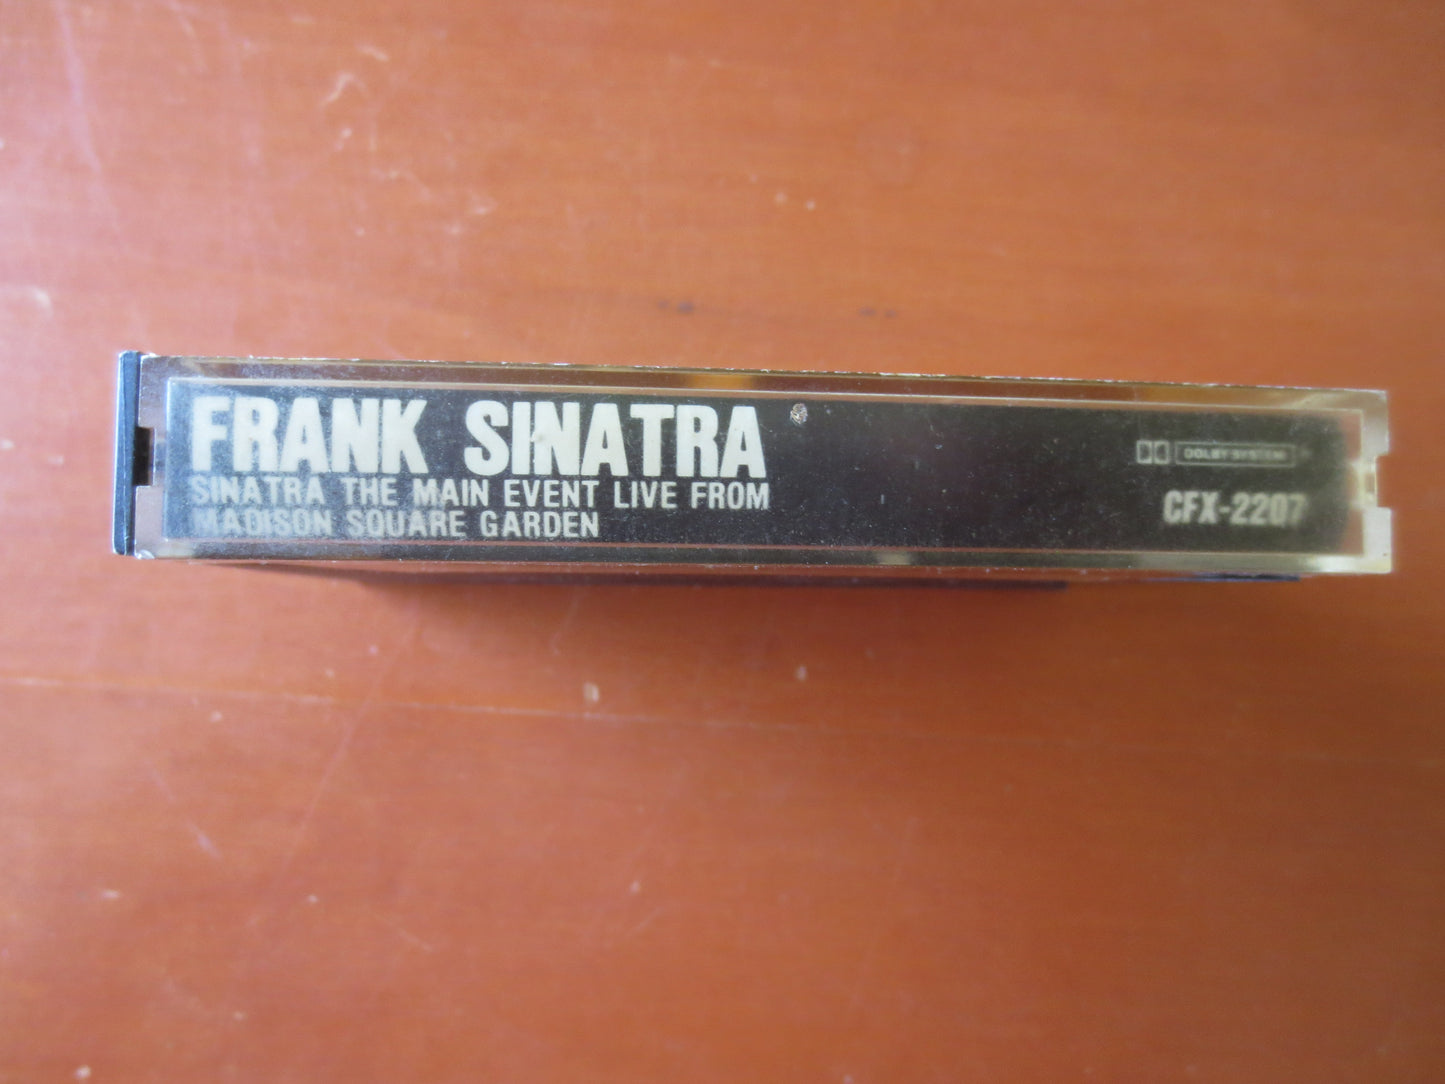 FRANK SINATRA
SINATRA THE MAIN EVENT LIVE FROM
MADISON SQUARE GARDEN
DOLBY SYSTEM
CFX-2207